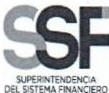 SSF
SUPERINTENDENCIA
DEL SISTEMA FINANCIERO